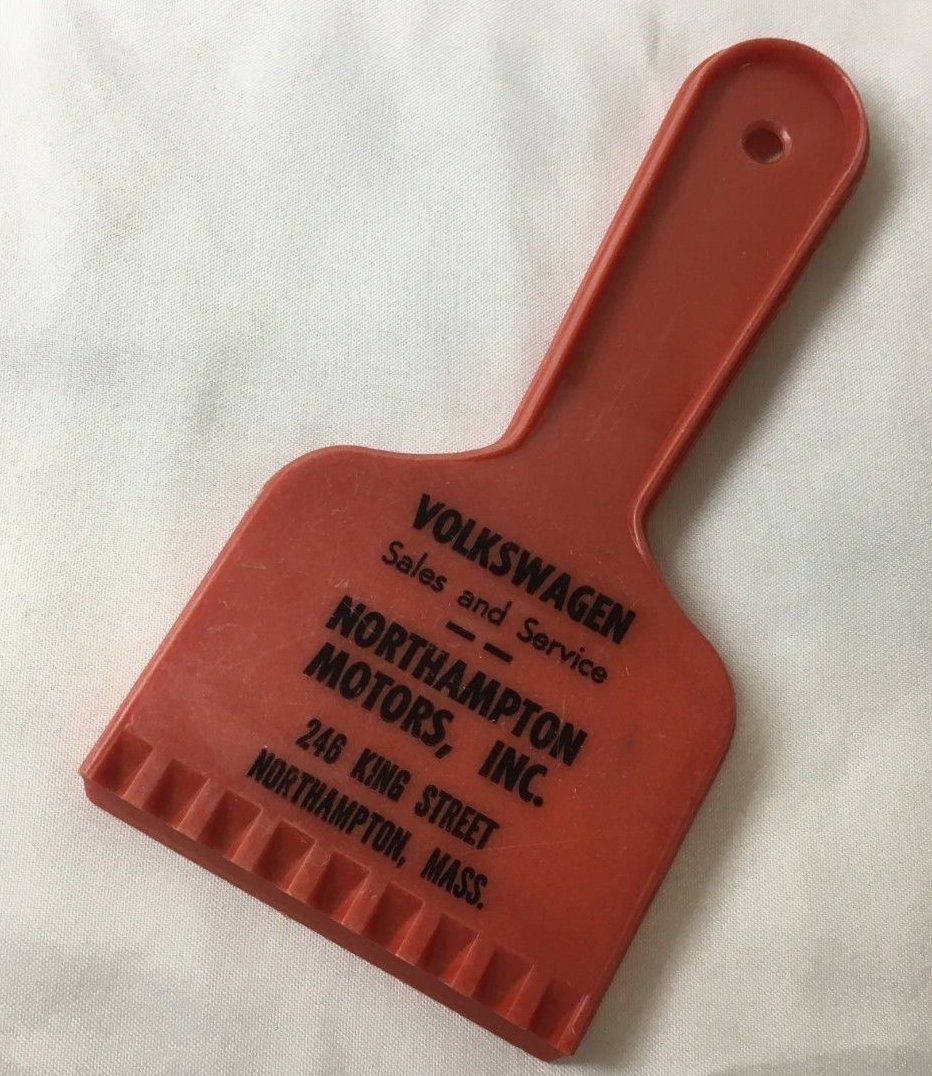 VOLKSWAGEN
Sales and Service
— —
NORTHAMPTON
MOTORS, INC.
246 KING STREET
NORTHAMPTON, MASS.